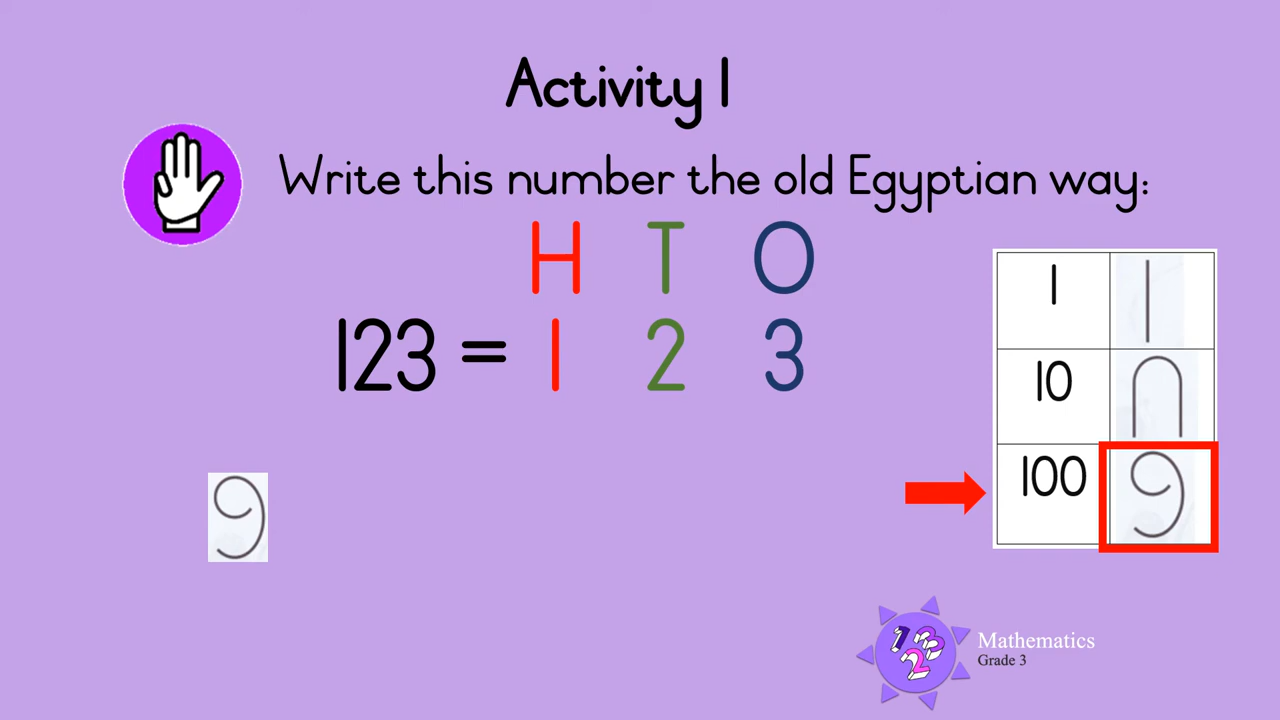 Activity 1
Write this number the old Egyptian way:
H T O
123 = 1 2 3
1
10
100
123
Mathematics
Grade 3